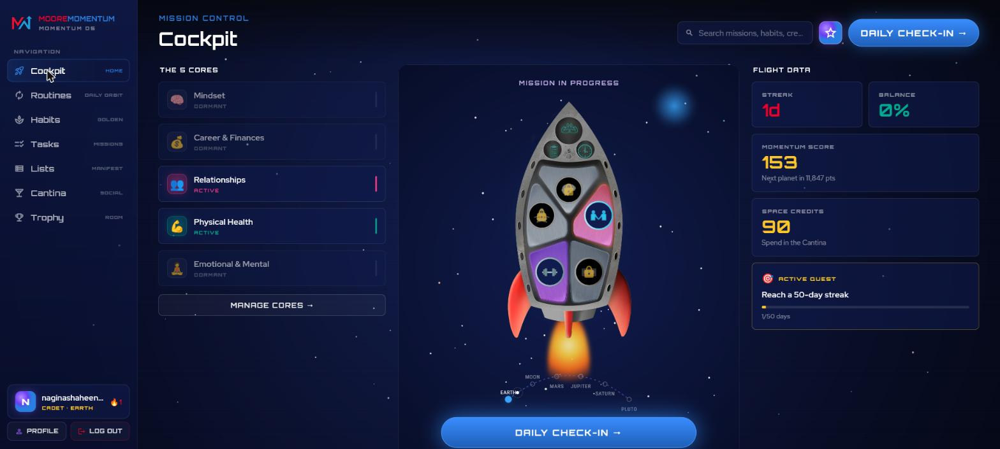 MOOREMOMENTUM
MOMENTUM OS
NAVIGATION
Cockpit HOME
Routines DAILY ORBIT
Habits GOLDEN
Tasks MISSIONS
Lists MANIFEST
Cantina SOCIAL
Trophy ROOM
N
naginashaheen...
CADET · EARTH
1
PROFILE
LOG OUT
MISSION CONTROL
Cockpit
Search missions, habits, cre...
DAILY CHECK-IN →
THE 5 CORES
Mindset
DORMANT
Career & Finances
DORMANT
Relationships
ACTIVE
Physical Health
ACTIVE
Emotional & Mental
DORMANT
MANAGE CORES →
MISSION IN PROGRESS
5
EARTH
MOON
MARS
JUPITER
SATURN
PLUTO
DAILY CHECK-IN →
FLIGHT DATA
STREAK
1d
BALANCE
0%
MOMENTUM SCORE
153
Next planet in 11,847 pts
SPACE CREDITS
90
Spend in the Cantina
ACTIVE QUEST
Reach a 50-day streak
1/50 days